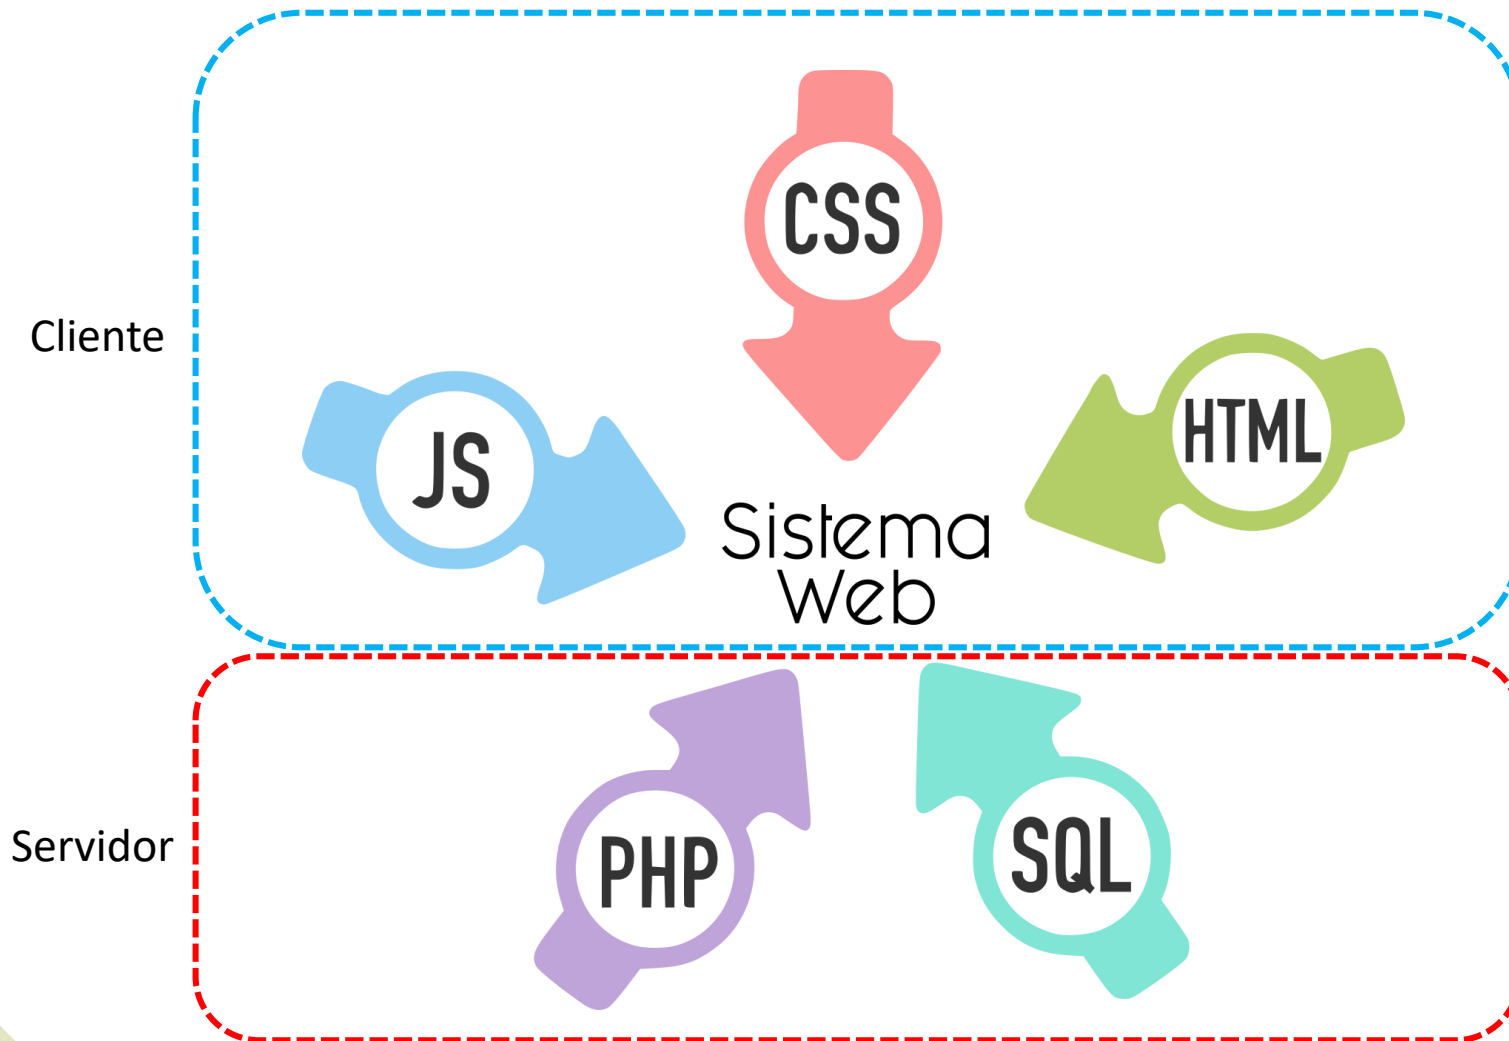 CSS
Cliente
HTML
JS
Sistema
Web
Servidor
PHP
SQL